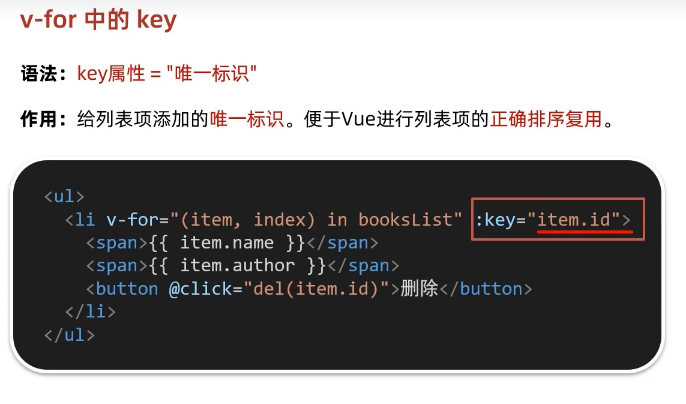 v-for 中的 key
语法：key属性 = "唯一标识"
作用：给列表项添加的唯一标识。便于Vue进行列表项的正确排序复用。
<ul>
  <li v-for="(item, index) in booksList" :key="item.id">
    <span>{{ item.name }}</span>
    <span>{{ item.author }}</span>
    <button @click="del(item.id)">删除</button>
  </li>
</ul>